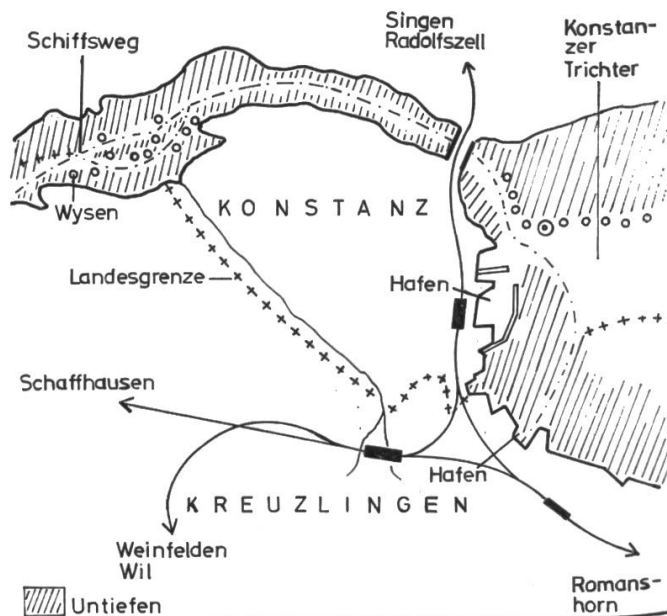 Schiffsweg
Singen
Radolfszell
Konstan-
zer
Trichter
Wysen
KONSTANZ
Landesgrenze
Hafen
Schaffhausen
Hafen
KREUZLINGEN
Weinfelden
Wil
Romans-
horn
Untiefen